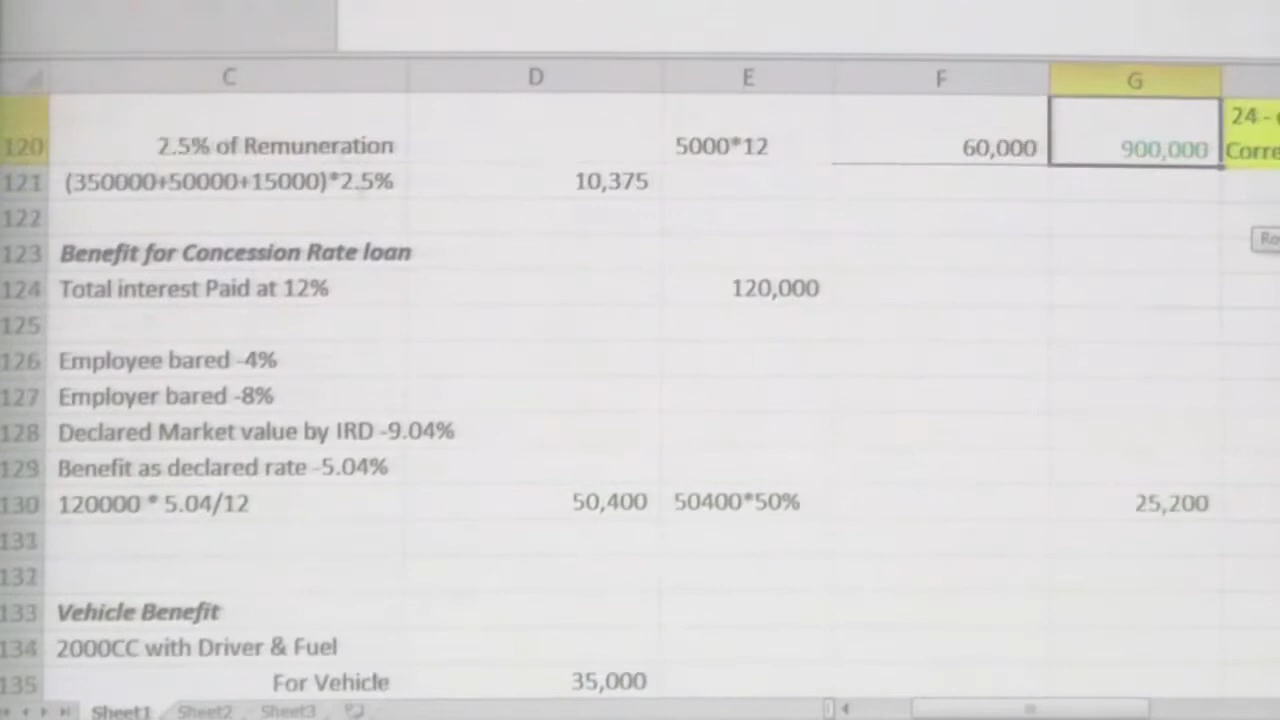 C D E F G
24 -
120 2.5% of Remuneration 5000*12 60,000 900,000 Corre
121 (350000+50000+15000)*2.5% 10,375
122
123 Benefit for Concession Rate loan
124 Total interest Paid at 12% 120,000
125
126 Employee bared -4%
127 Employer bared -8%
128 Declared Market value by IRD -9.04%
129 Benefit as declared rate -5.04%
130 120000 * 5.04/12 50,400 50400*50% 25,200
131
132
133 Vehicle Benefit
134 2000CC with Driver & Fuel
135 For Vehicle 35,000
Sheet1 Sheet2 Sheet3